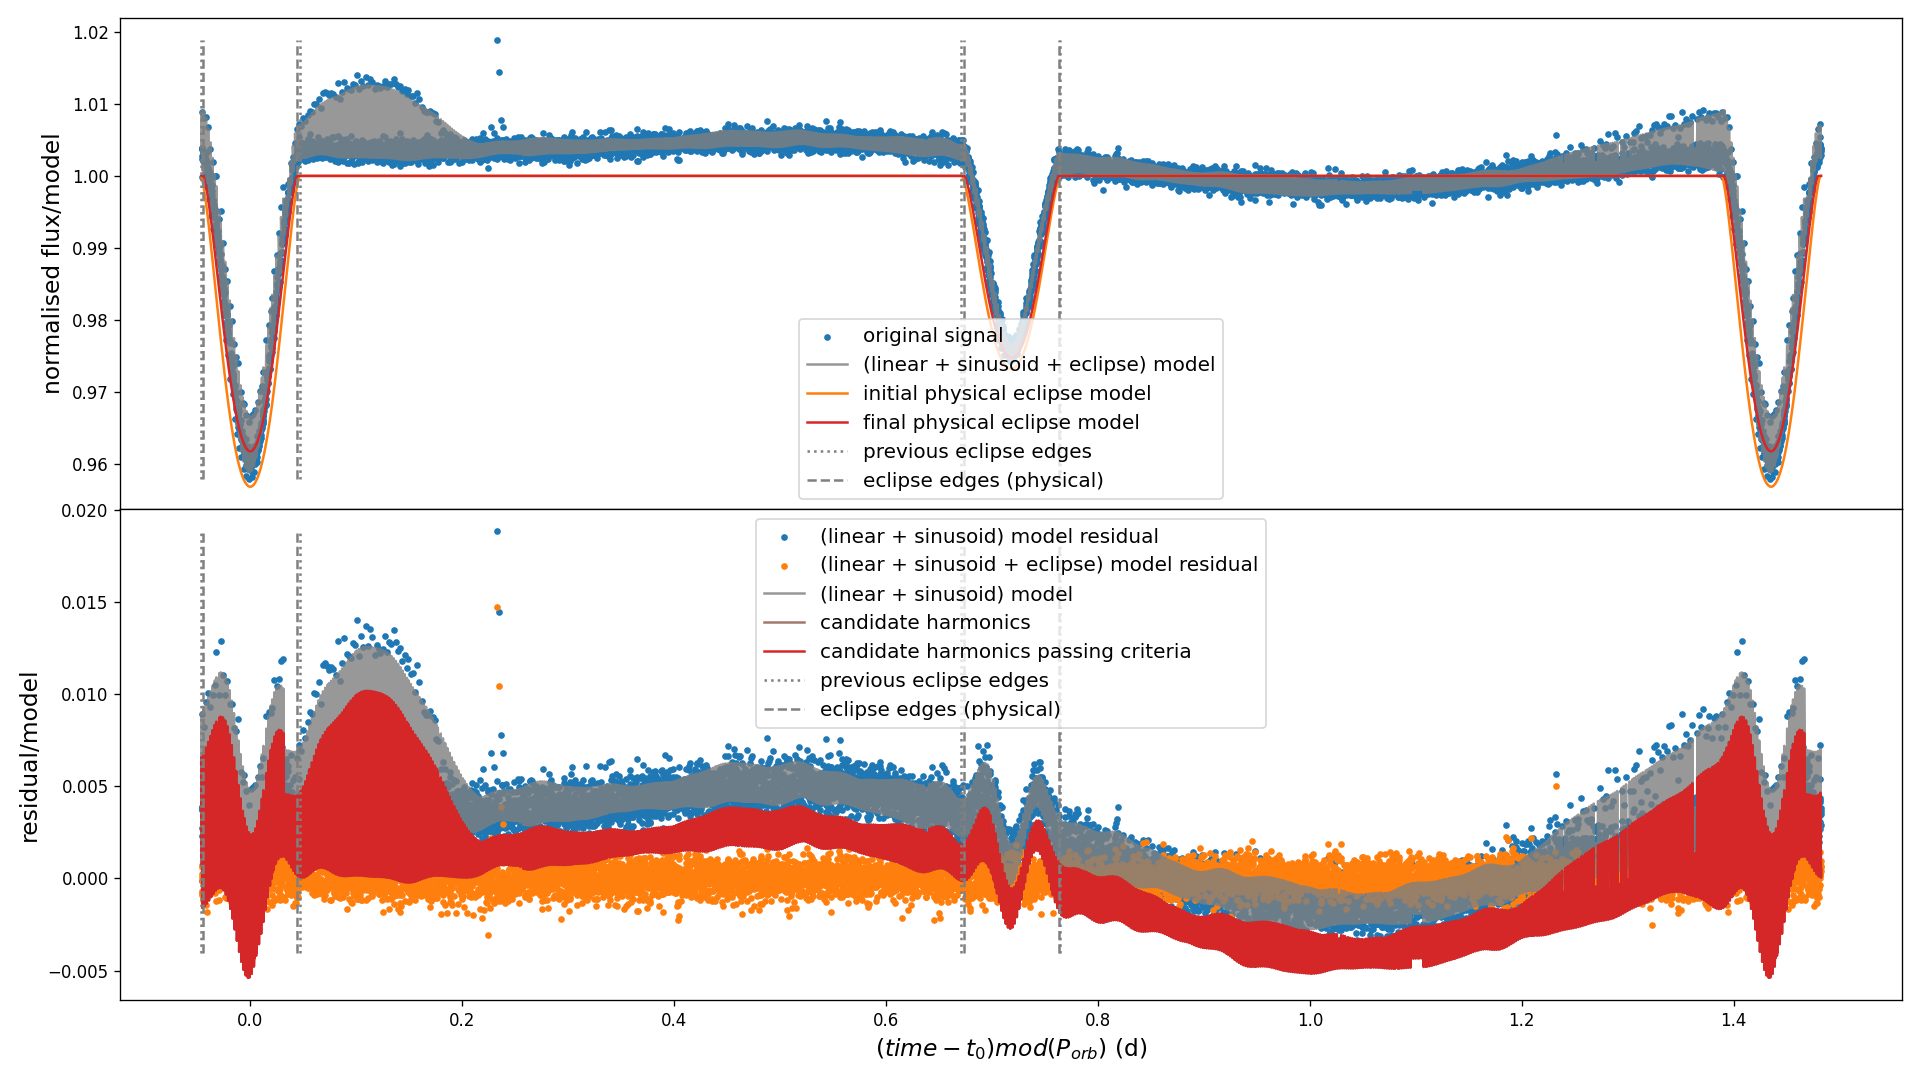 normalised flux/model
1.02
1.01
1.00
0.99
0.98
0.97
0.96
original signal
(linear + sinusoid + eclipse) model
initial physical eclipse model
final physical eclipse model
previous eclipse edges
eclipse edges (physical)
residual/model
0.020
0.015
0.010
0.005
0.000
−0.005
(linear + sinusoid) model residual
(linear + sinusoid + eclipse) model residual
(linear + sinusoid) model
candidate harmonics
candidate harmonics passing criteria
previous eclipse edges
eclipse edges (physical)
0.0 0.2 0.4 0.6 0.8 1.0 1.2 1.4
(time − t₀)mod(Pₒᵣb) (d)